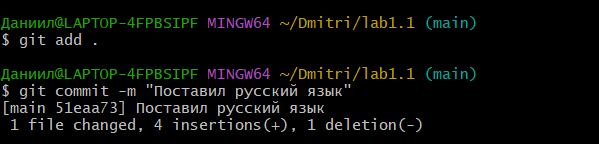 Даниил@LAPTOP-4FPBSIPF MINGW64 ~/Dmitri/lab1.1 (main)
$ git add .
Даниил@LAPTOP-4FPBSIPF MINGW64 ~/Dmitri/lab1.1 (main)
$ git commit -m "Поставил русский язык"
[main 51eaa73] Поставил русский язык
 1 file changed, 4 insertions(+), 1 deletion(-)